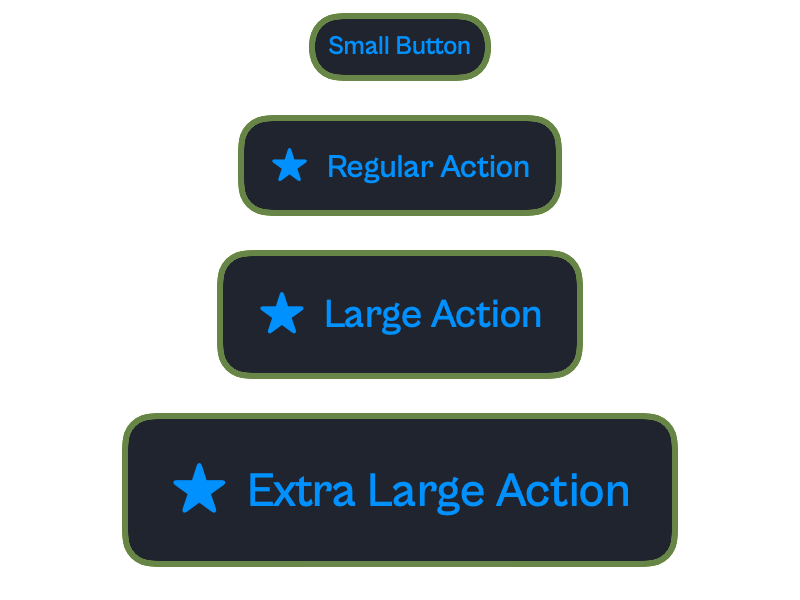 Small Button
Regular Action
Large Action
Extra Large Action